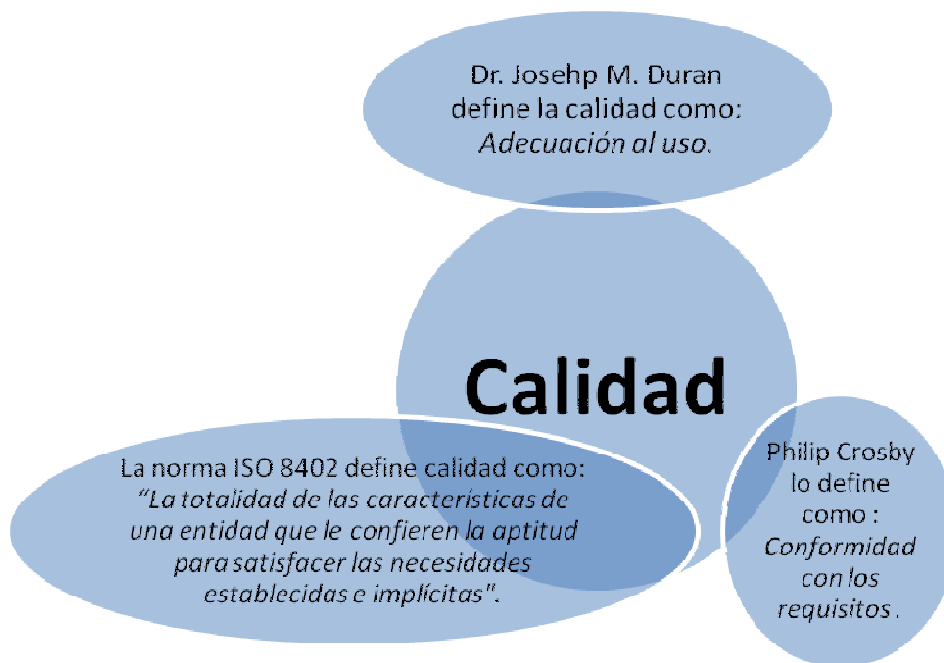 Dr. Josehp M. Duran
define la calidad como:
Adecuación al uso.
Calidad
La norma ISO 8402 define calidad como:
“La totalidad de las características de
una entidad que le confieren la aptitud
para satisfacer las necesidades
establecidas e implícitas".
Philip Crosby
lo define
como :
Conformidad
con los
requisitos .